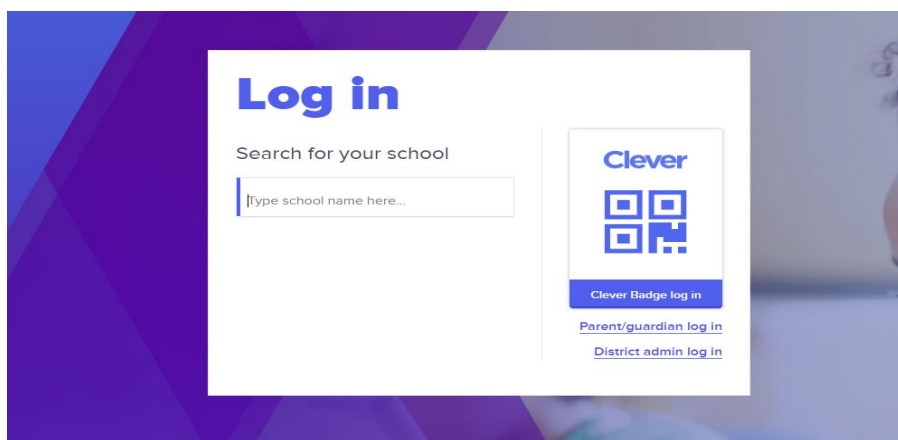 Log in
Search for your school
Type school name here...
Clever
Clever Badge log in
Parent/guardian log in
District admin log in